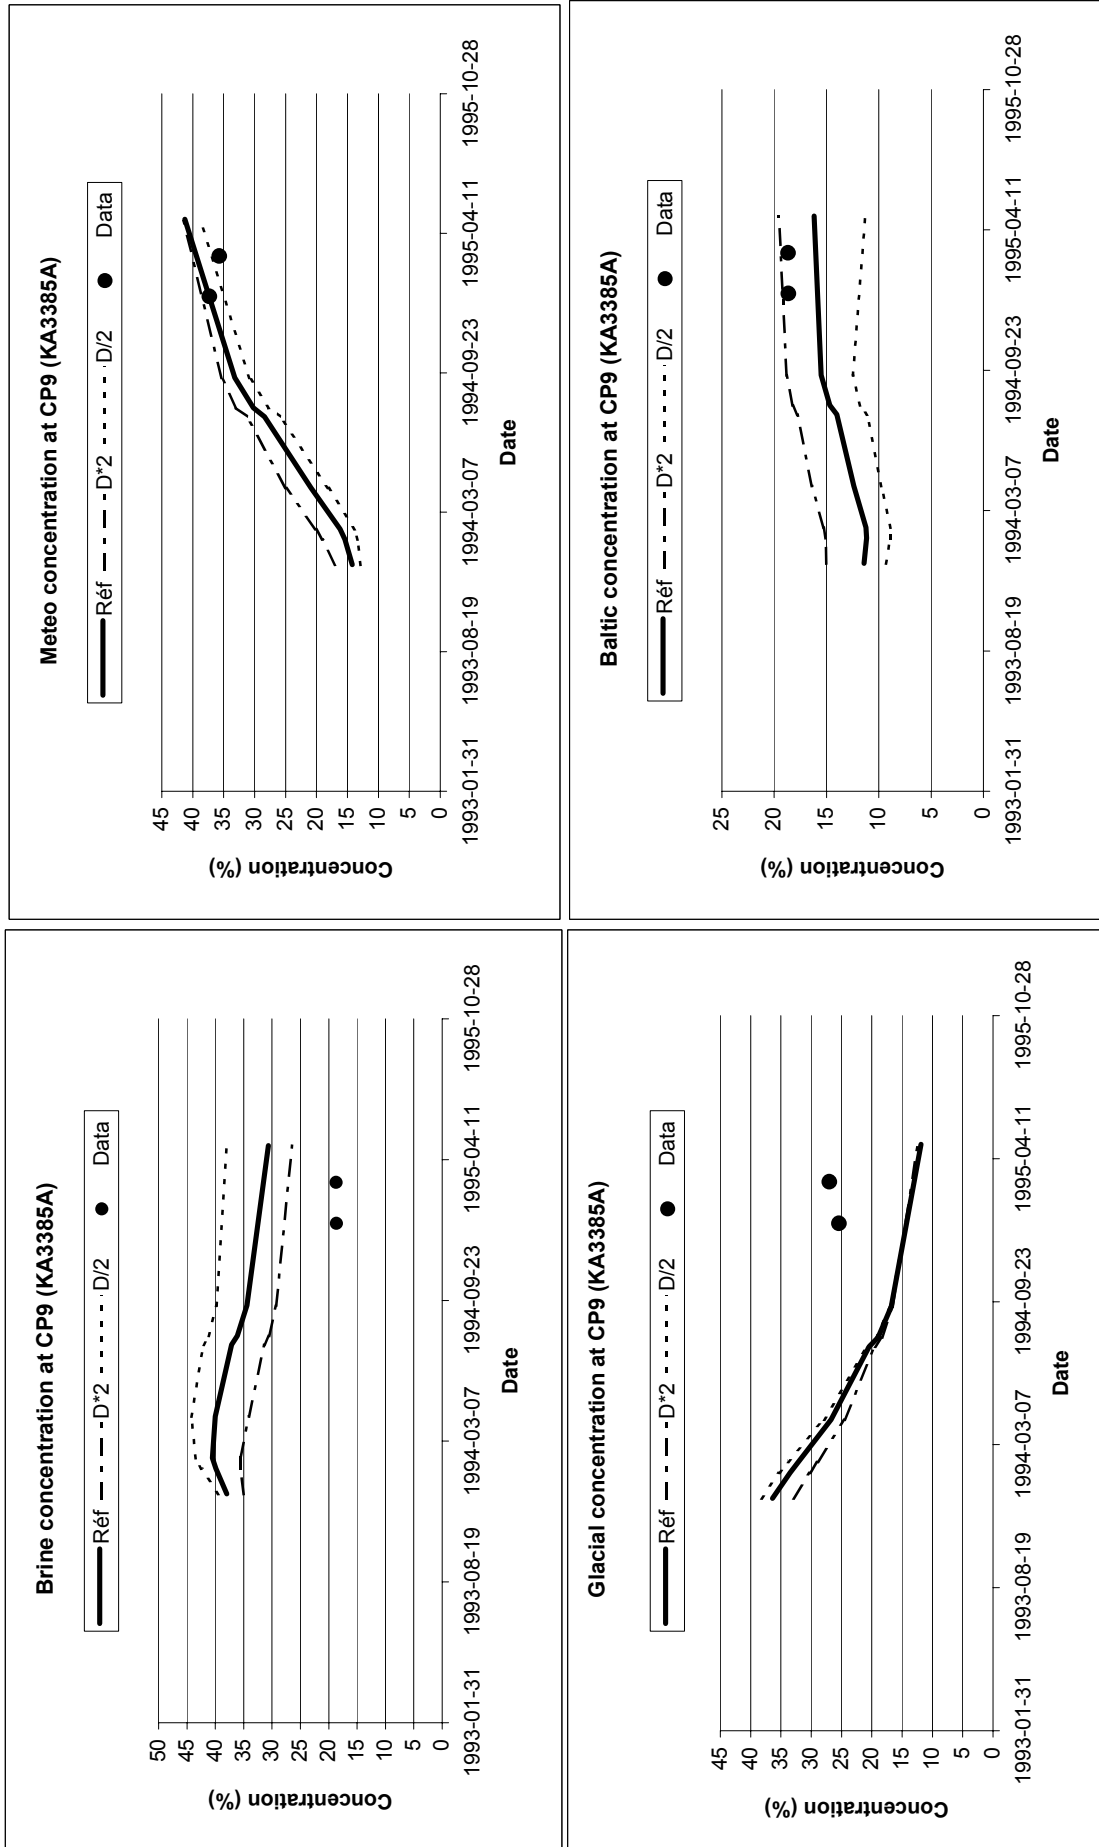 Brine concentration at CP9 (KA3385A)
Réf D*2 D/2 Data
Concentration (%)
50
45
40
35
30
25
20
15
10
5
0
1993-01-31 1993-08-19 1994-03-07 1994-09-23 1995-04-11 1995-10-28
Date
Meteo concentration at CP9 (KA3385A)
Réf D*2 D/2 Data
Concentration (%)
45
40
35
30
25
20
15
10
5
0
1993-01-31 1993-08-19 1994-03-07 1994-09-23 1995-04-11 1995-10-28
Date
Glacial concentration at CP9 (KA3385A)
Réf D*2 D/2 Data
Concentration (%)
45
40
35
30
25
20
15
10
5
0
1993-01-31 1993-08-19 1994-03-07 1994-09-23 1995-04-11 1995-10-28
Date
Baltic concentration at CP9 (KA3385A)
Réf D*2 D/2 Data
Concentration (%)
25
20
15
10
5
0
1993-01-31 1993-08-19 1994-03-07 1994-09-23 1995-04-11 1995-10-28
Date